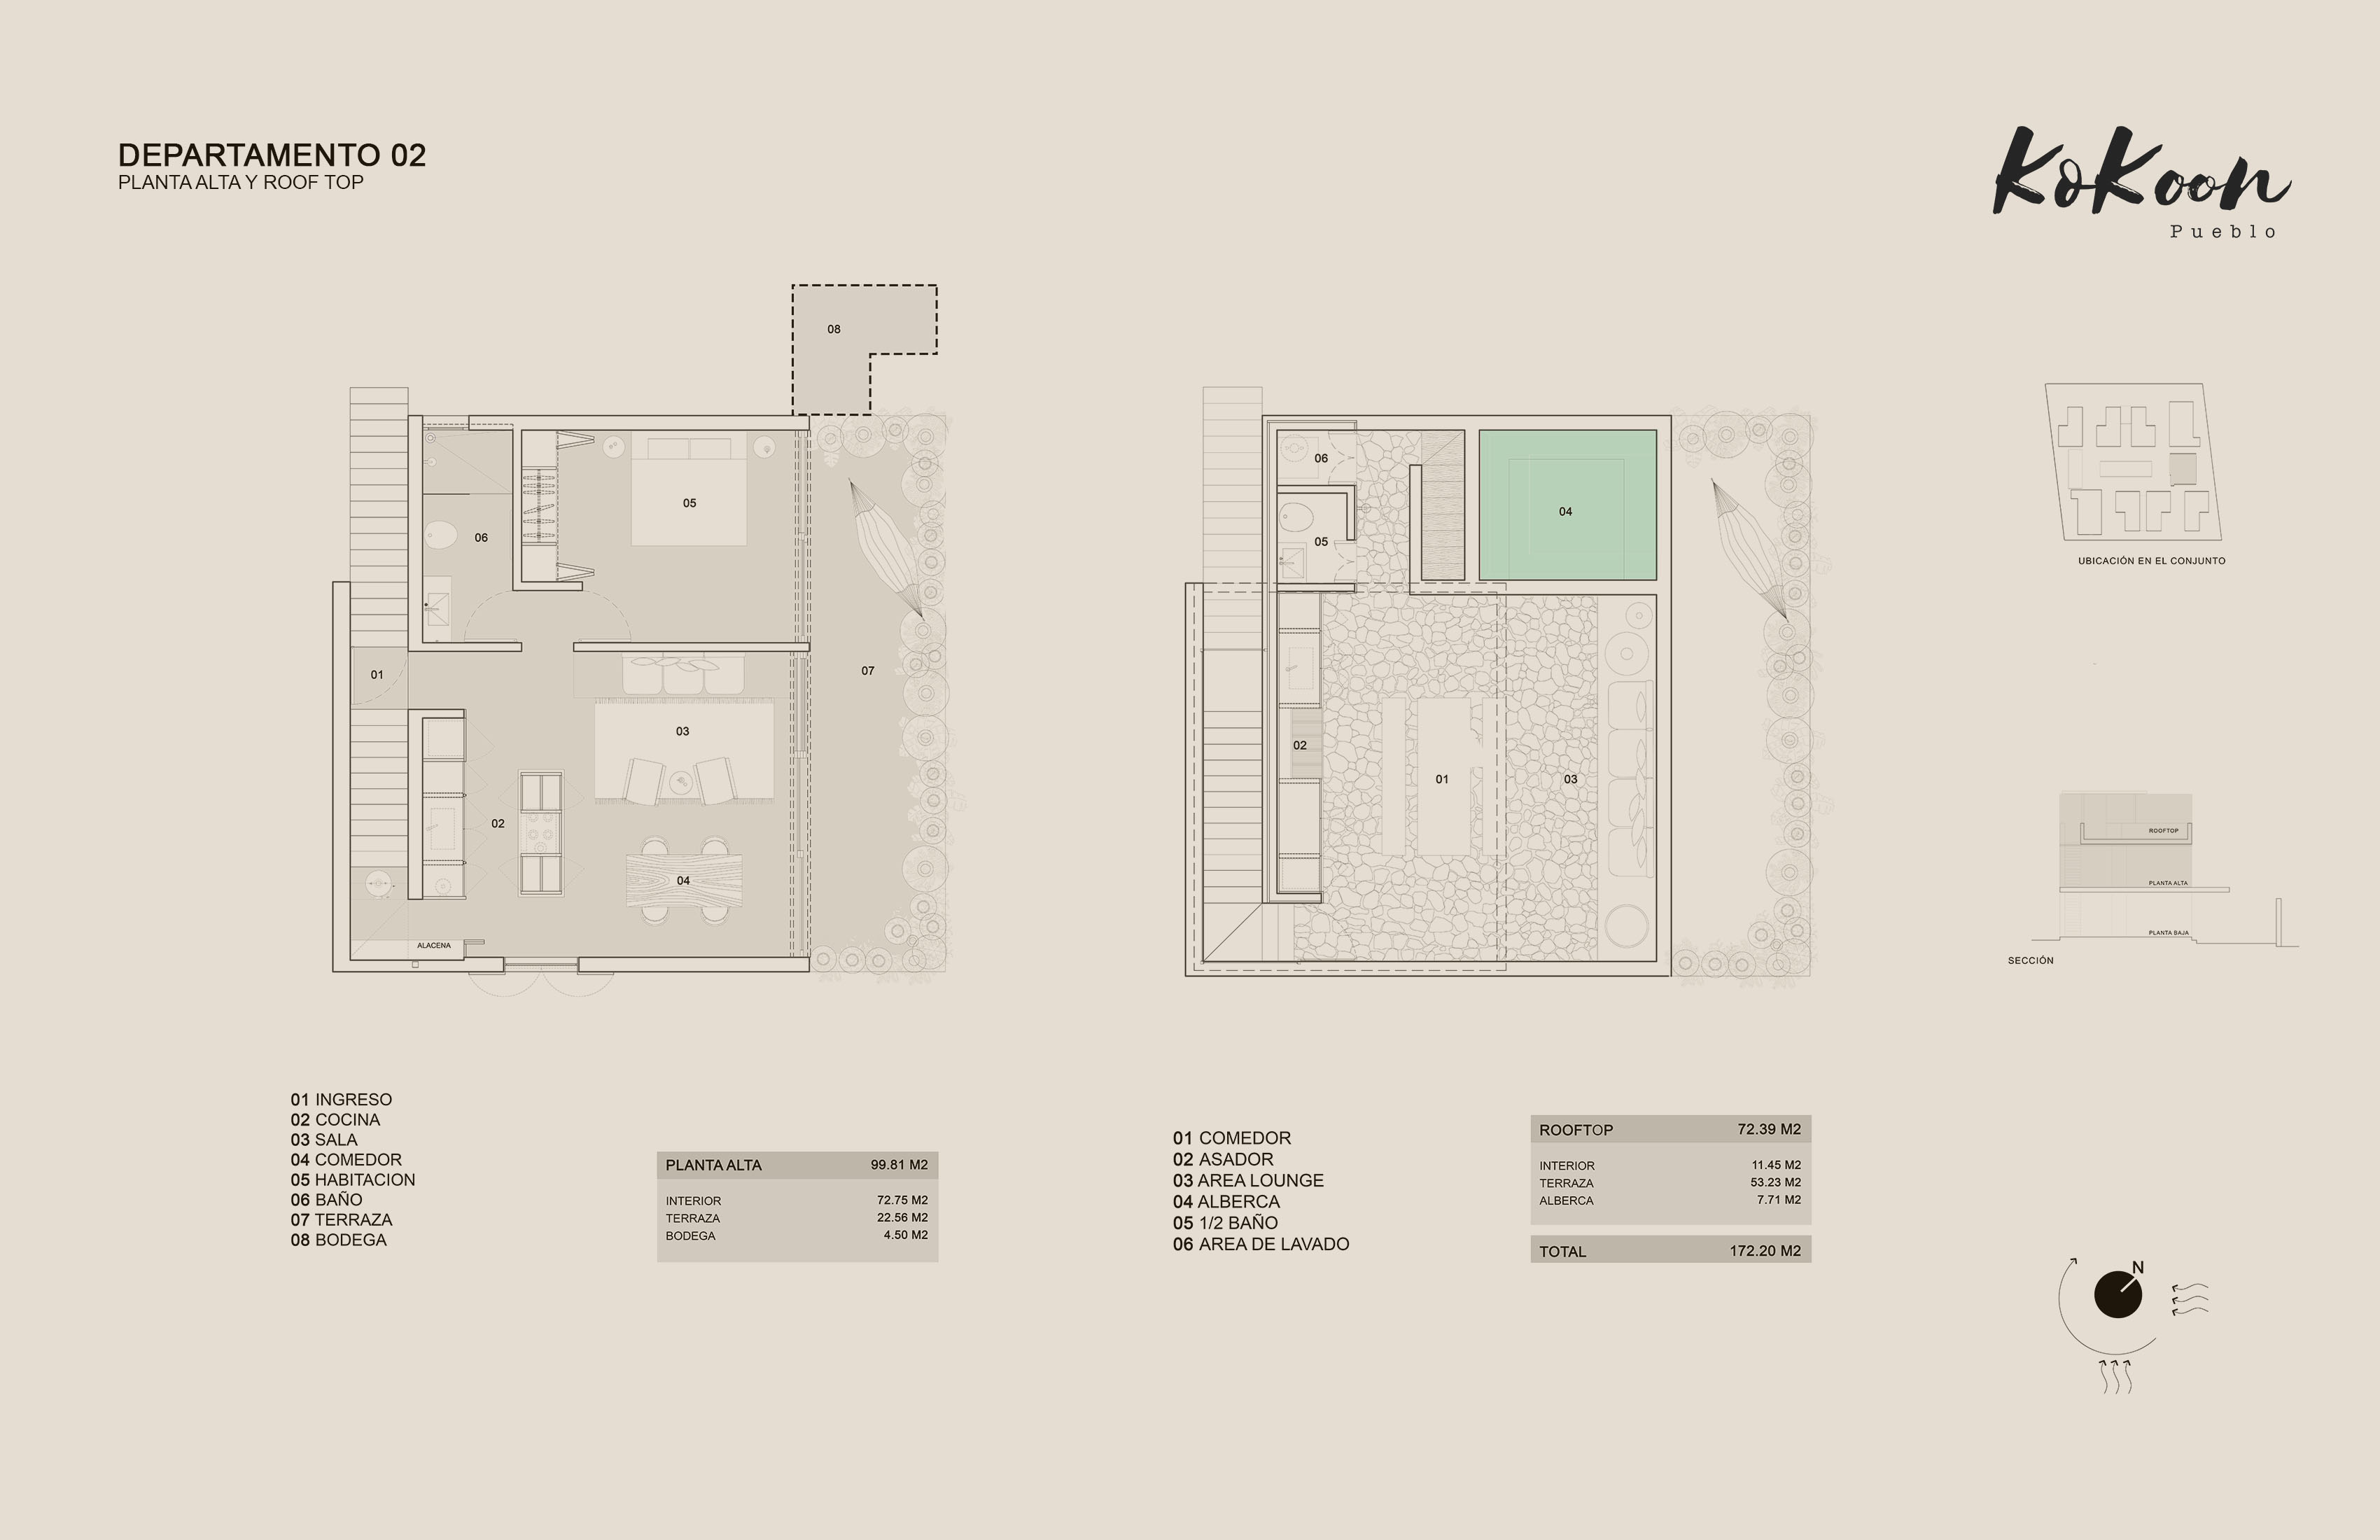 DEPARTAMENTO 02
PLANTA ALTA Y ROOF TOP
KoKoon
Pueblo
08
05
06
01
07
03
02
04
ALACENA
06
04
05
02
01
03
UBICACIÓN EN EL CONJUNTO
ROOFTOP
PLANTA ALTA
PLANTA BAJA
SECCIÓN
01 INGRESO
02 COCINA
03 SALA
04 COMEDOR
05 HABITACION
06 BAÑO
07 TERRAZA
08 BODEGA
PLANTA ALTA 99.81 M2
INTERIOR 72.75 M2
TERRAZA 22.56 M2
BODEGA 4.50 M2
01 COMEDOR
02 ASADOR
03 AREA LOUNGE
04 ALBERCA
05 1/2 BAÑO
06 AREA DE LAVADO
ROOFTOP 72.39 M2
INTERIOR 11.45 M2
TERRAZA 53.23 M2
ALBERCA 7.71 M2
TOTAL 172.20 M2
N